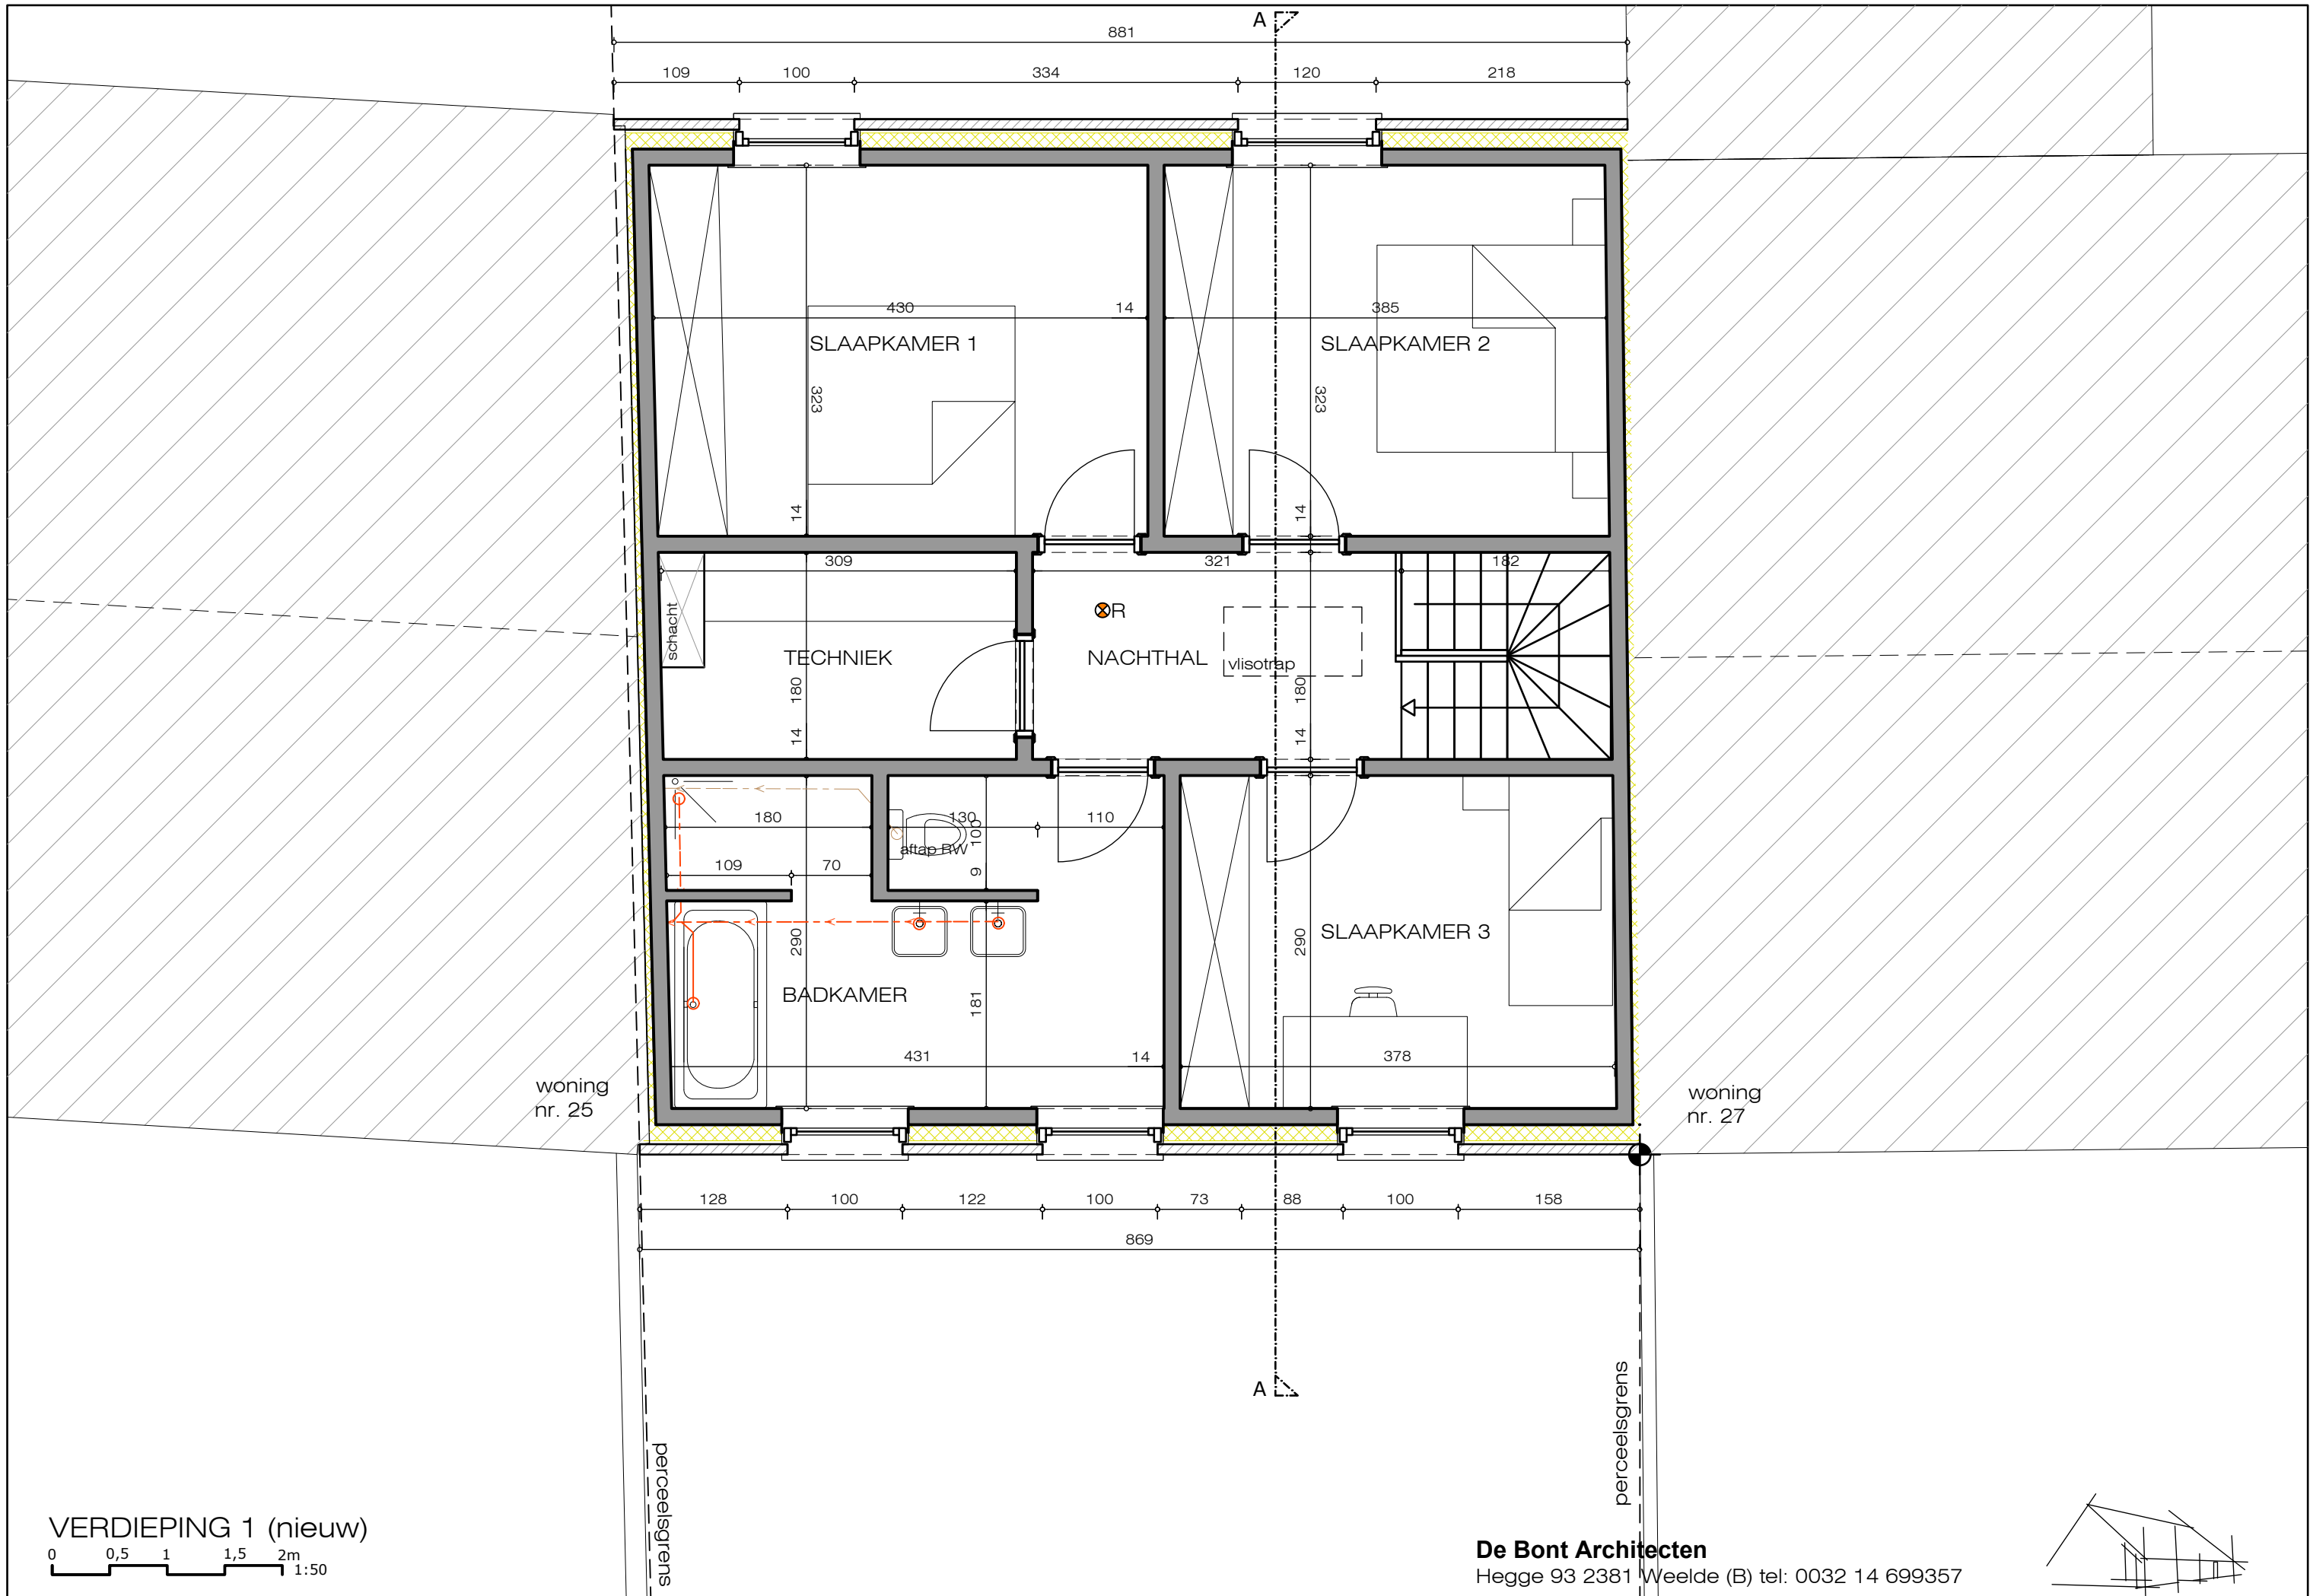 A
881
109 100 334 120 218
430 14 385
SLAAPKAMER 1 SLAAPKAMER 2
323 323
14 14
309 321 182
schacht
R
TECHNIEK NACHTHAL vlisotrap
180 180
14 14
180 130 110
100
aftap RW
109 70 9
290 290
SLAAPKAMER 3
BADKAMER 181
431 14 378
woning
nr. 25
woning
nr. 27
128 100 122 100 73 88 100 158
869
A
perceelsgrens
perceelsgrens
VERDIEPING 1 (nieuw)
0 0,5 1 1,5 2m
1:50
De Bont Architecten
Hegge 93 2381 Weelde (B) tel: 0032 14 699357